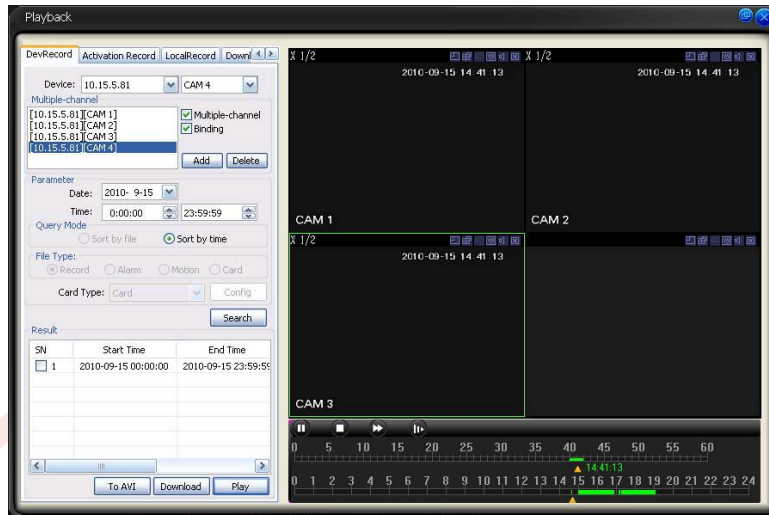 Playback
DevRecord Activation Record LocalRecord Downl
Device: 10.15.5.81 CAM 4
Multiple-channel
[10.15.5.81][CAM 1]
[10.15.5.81][CAM 2]
[10.15.5.81][CAM 3]
[10.15.5.81][CAM 4]
Multiple-channel
Binding
Add Delete
Parameter
Date: 2010- 9-15
Time: 0:00:00 23:59:59
Query Mode
Sort by file Sort by time
File Type:
Record Alarm Motion Card
Card Type: Card Config
Search
Result
SN Start Time End Time
1 2010-09-15 00:00:00 2010-09-15 23:59:59
To AVI Download Play
X 1/2
2010-09-15 14:41:13
CAM 1
X 1/2
2010-09-15 14:41:13
CAM 2
X 1/2
2010-09-15 14:41:13
CAM 3
0 5 10 15 20 25 30 35 40 45 50 55 60
14:41:13
0 1 2 3 4 5 6 7 8 9 10 11 12 13 14 15 16 17 18 19 20 21 22 23 24